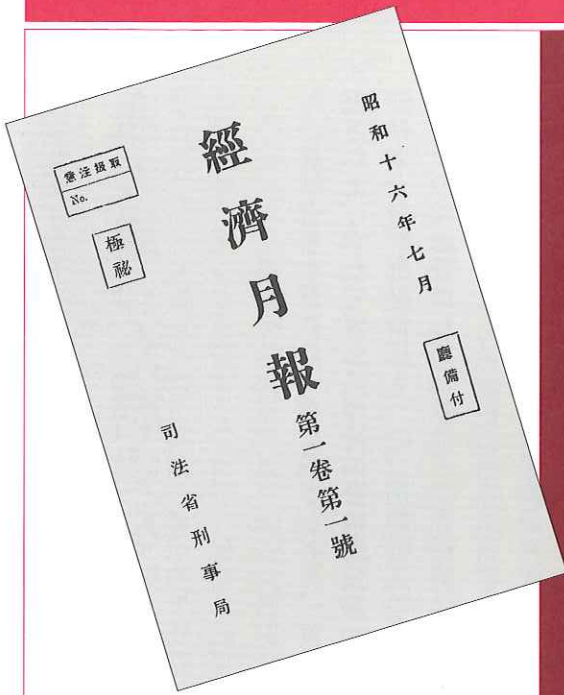 昭和十六年七月
廳備付
經濟月報
第一卷第一號
司法省刑事局
取扱注意
No.
極祕